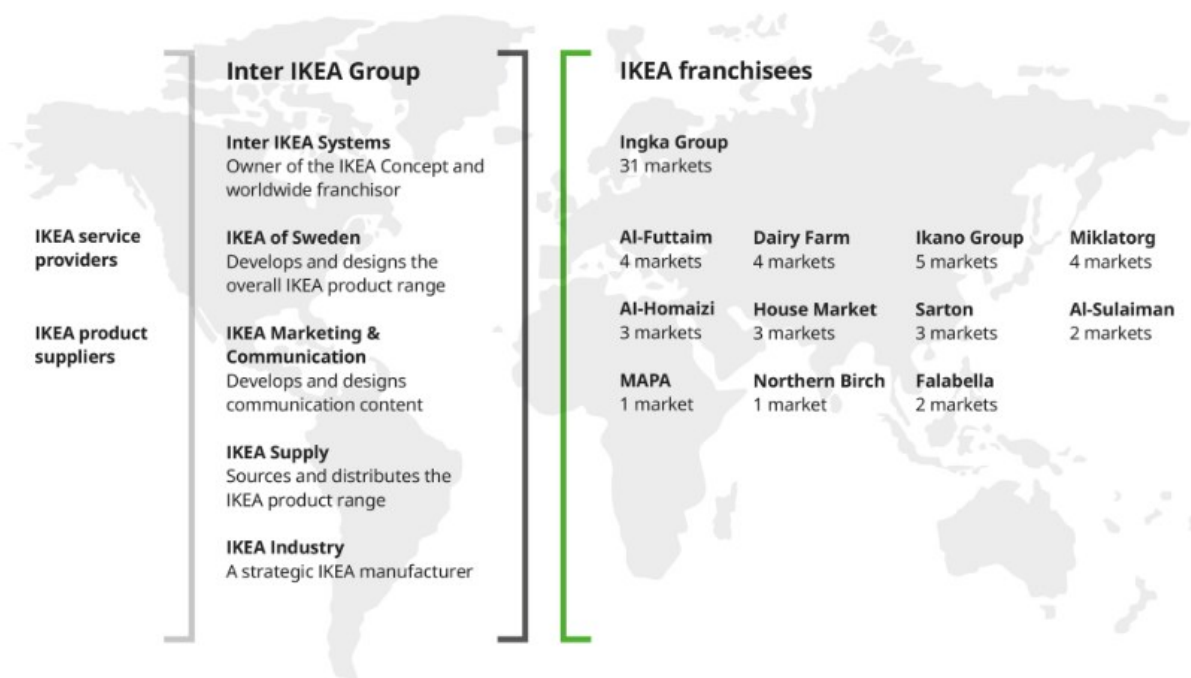 IKEA service
providers
IKEA product
suppliers
Inter IKEA Group
Inter IKEA Systems
Owner of the IKEA Concept and
worldwide franchisor
IKEA of Sweden
Develops and designs the
overall IKEA product range
IKEA Marketing &
Communication
Develops and designs
communication content
IKEA Supply
Sources and distributes the
IKEA product range
IKEA Industry
A strategic IKEA manufacturer
IKEA franchisees
Ingka Group
31 markets
Al-Futtaim
4 markets
Dairy Farm
4 markets
Ikano Group
5 markets
Miklatorg
4 markets
Al-Homaizi
3 markets
House Market
3 markets
Sarton
3 markets
Al-Sulaiman
2 markets
MAPA
1 market
Northern Birch
1 market
Falabella
2 markets